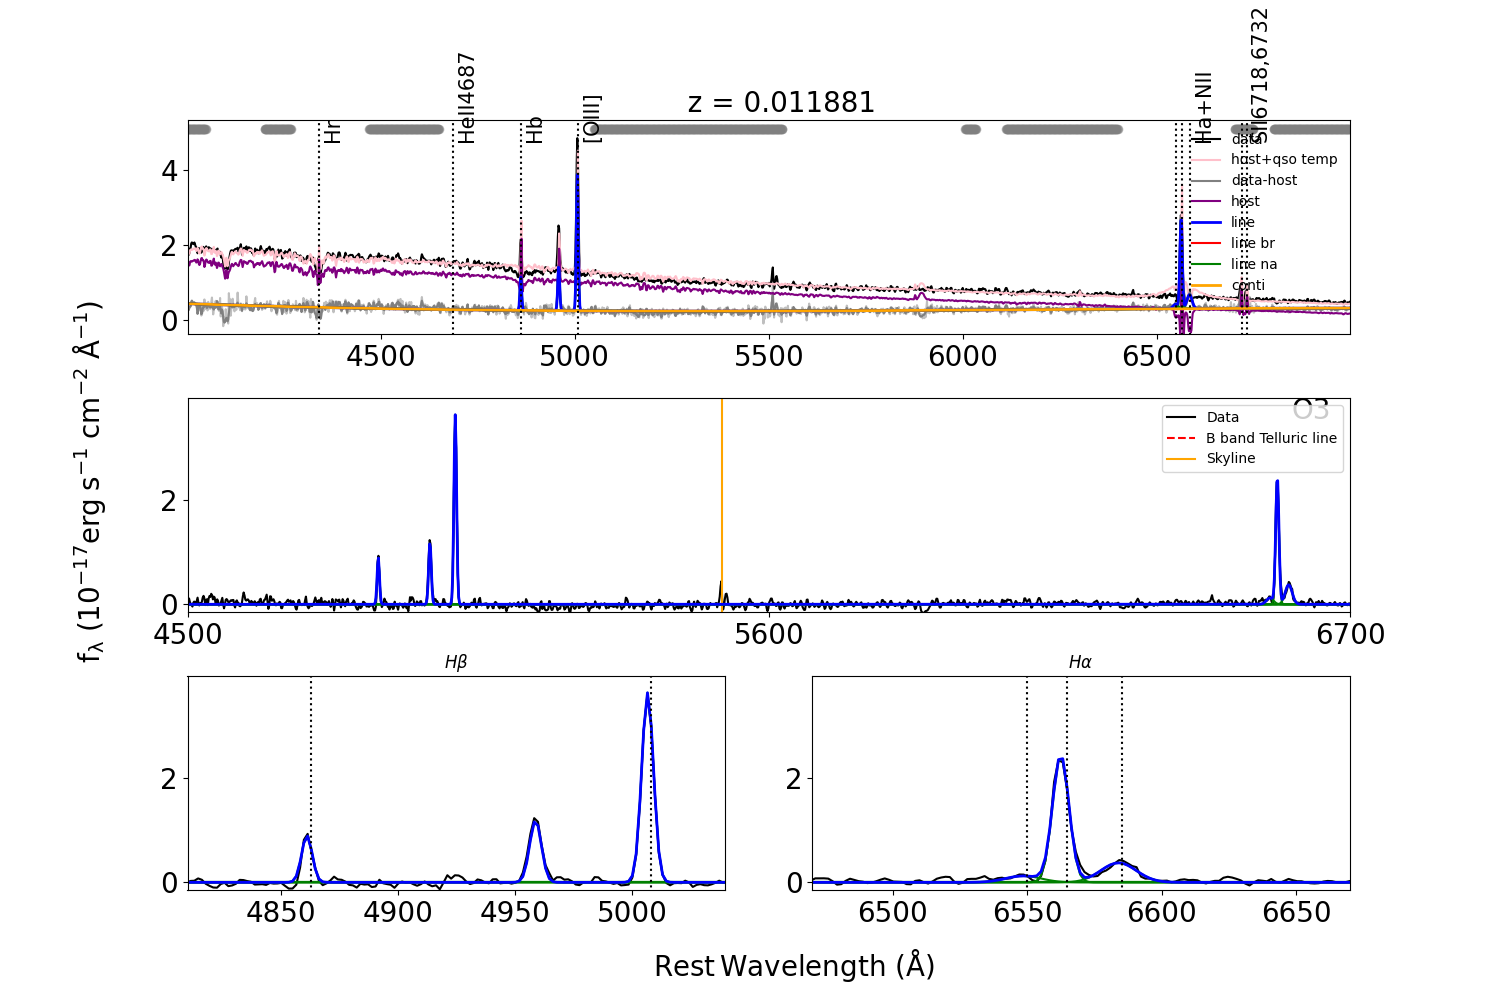 z = 0.011881
Hr
HeII4687
Hb
[OIII]
Ha+NII
SII6718,6732
data
host+qso temp
data-host
host
line
line br
line na
conti
4
2
0
4500 5000 5500 6000 6500
O3
Data
B band Telluric line
Skyline
2
0
4500 5600 6700
fλ (10⁻¹⁷erg s⁻¹ cm⁻² Å⁻¹)
Hβ
2
0
4850 4900 4950 5000
Hα
2
0
6500 6550 6600 6650
Rest Wavelength (Å)